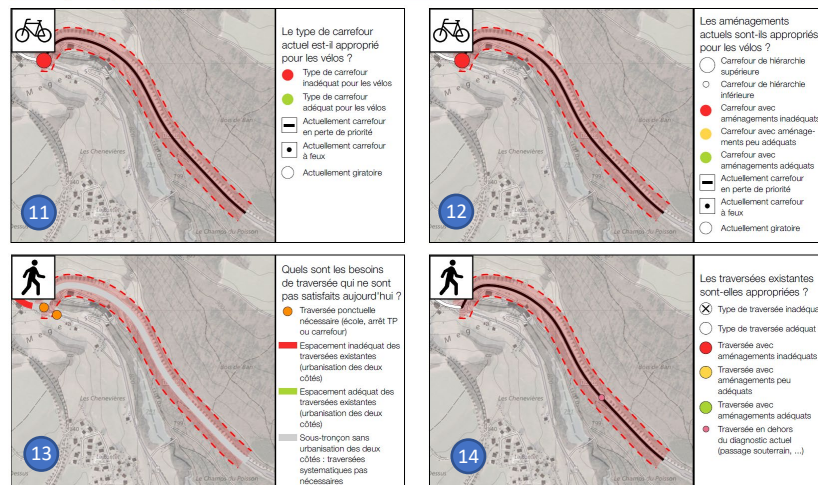 Le type de carrefour
actuel est-il approprié
pour les vélos ?
Type de carrefour
inadéquat pour les vélos
Type de carrefour
adéquat pour les vélos
Actuellement carrefour
en perte de priorité
Actuellement carrefour
à feux
Actuellement giratoire
Les Chenevières
11
Les aménagements
actuels sont-ils appropriés
pour les vélos ?
Carrefour de hiérarchie
supérieure
Carrefour de hiérarchie
inférieure
Carrefour avec
aménagements inadéquats
Carrefour avec aménage-
ments peu adéquats
Carrefour avec
aménagements adéquats
Actuellement carrefour
en perte de priorité
Actuellement carrefour
à feux
Actuellement giratoire
Les Chenevières
12
Quels sont les besoins
de traversée qui ne sont
pas satisfaits aujourd'hui ?
Traversée ponctuelle
nécessaire (école, arrêt TP
ou carrefour)
Espacement inadéquat des
traversées existantes
(urbanisation des deux
côtés)
Espacement adéquat des
traversées existantes
(urbanisation des deux
côtés)
Sous-tronçon sans
urbanisation des deux
côtés : traversées
systematiques pas
nécessaires
Les Chenevières
13
Les traversées existantes
sont-elles appropriées ?
Type de traversée inadéquat
Type de traversée adéquat
Traversée avec
aménagements inadéquats
Traversée avec
aménagements peu
adéquats
Traversée avec
aménagements adéquats
Traversée en dehors
du diagnostic actuel
(passage souterrain, ...)
Les Chenevières
14